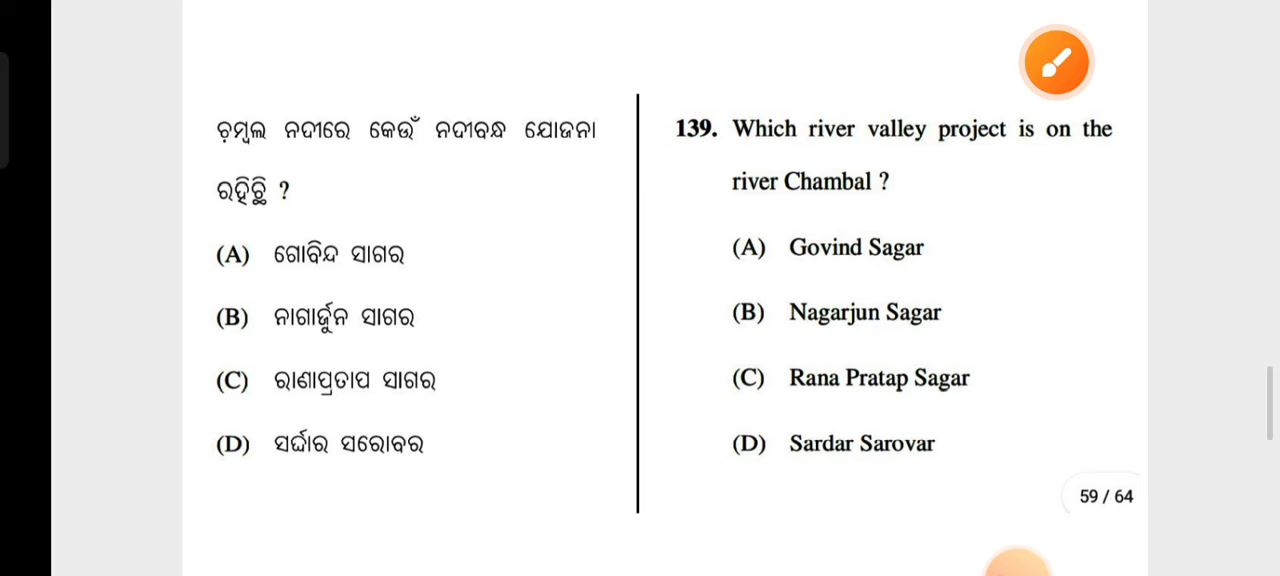 ଚମ୍ବଲ ନଦୀରେ କେଉଁ ନଦୀବନ୍ଧ ଯୋଜନା
ରହିଛି ?
(A) ଗୋବିନ୍ଦ ସାଗର
(B) ନାଗାର୍ଜୁନ ସାଗର
(C) ରାଣାପ୍ରତାପ ସାଗର
(D) ସର୍ଦ୍ଦାର ସରୋବର
139. Which river valley project is on the
river Chambal ?
(A) Govind Sagar
(B) Nagarjun Sagar
(C) Rana Pratap Sagar
(D) Sardar Sarovar
59 / 64